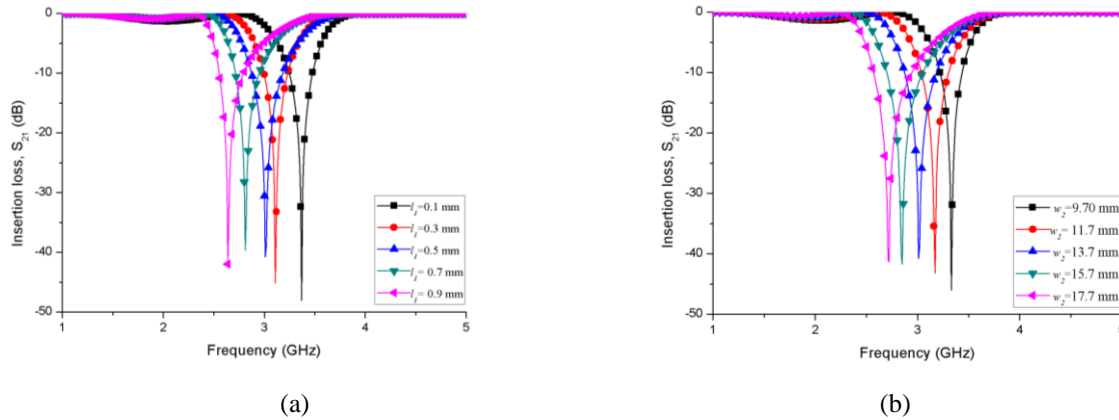 0
-10
-20
-30
-40
-50
Insertion loss, S21 (dB)
l1=0.1 mm
l1=0.3 mm
l1=0.5 mm
l1= 0.7 mm
l1= 0.9 mm
1 2 3 4 5
Frequency (GHz)
(a)
0
-10
-20
-30
-40
-50
Insertion loss, S21 (dB)
w2=9.70 mm
w2= 11.7 mm
w2=13.7 mm
w2=15.7 mm
w2=17.7 mm
1 2 3 4 5
Frequency (GHz)
(b)